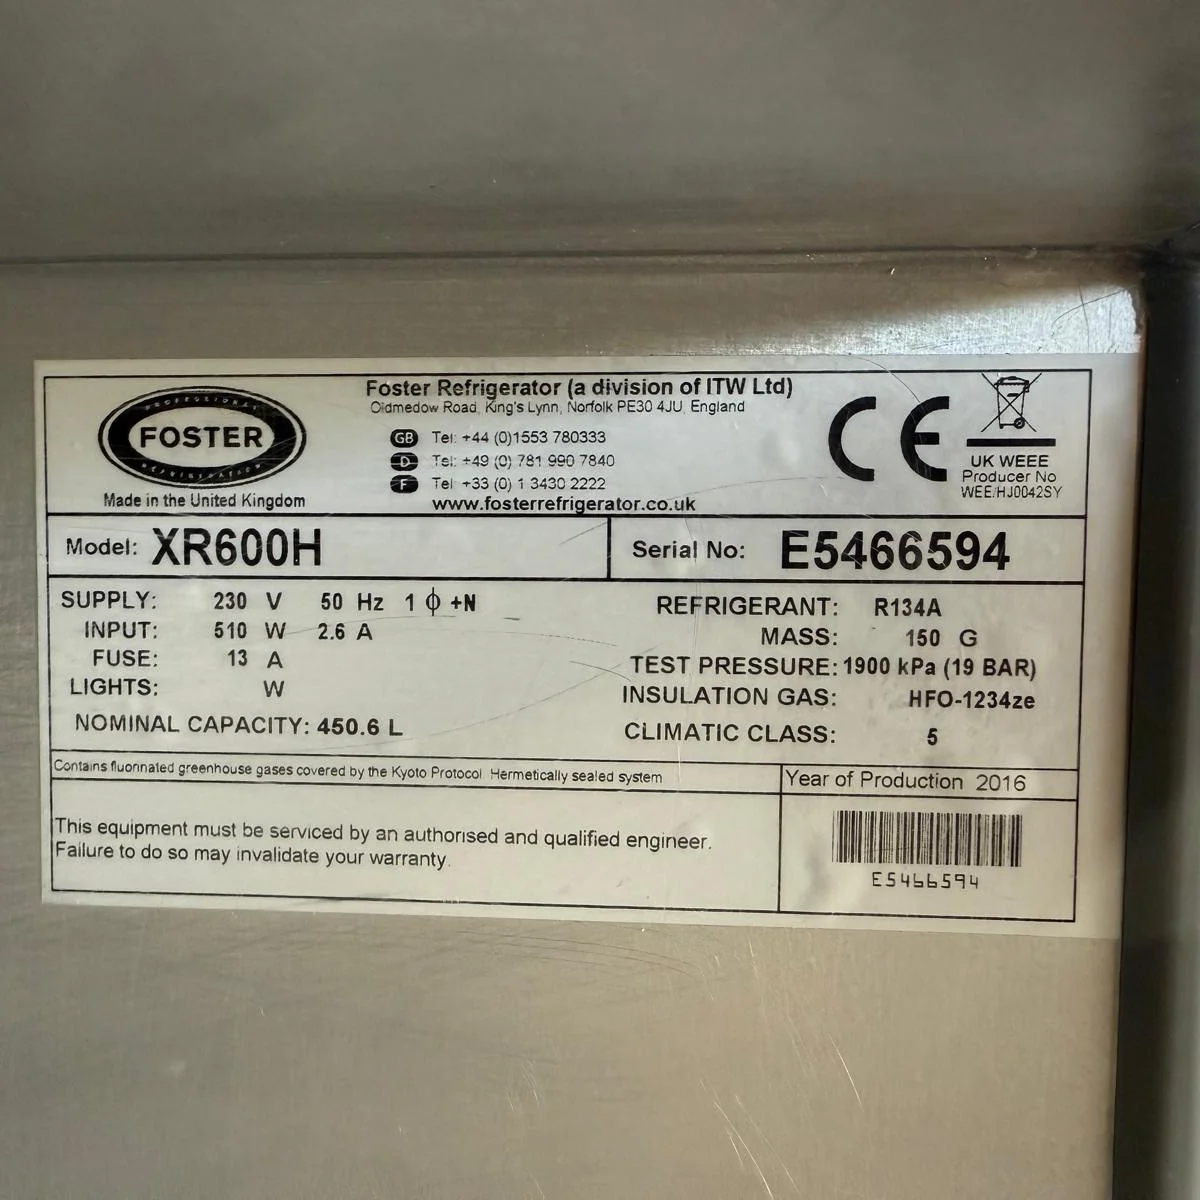 PROFESSIONAL
FOSTER
REFRIGERATION
Made in the United Kingdom
Foster Refrigerator (a division of ITW Ltd)
Oldmedow Road, King's Lynn, Norfolk PE30 4JU, England
GB Tel: +44 (0)1553 780333
D Tel: +49 (0) 781 990 7840
F Tel: +33 (0) 1 3430 2222
www.fosterrefrigerator.co.uk
CE
UK WEEE
Producer No
WEE/HJ0042SY
Model: XR600H
Serial No: E5466594
SUPPLY: 230 V 50 Hz 1 ϕ +N
INPUT: 510 W 2.6 A
FUSE: 13 A
LIGHTS: W
NOMINAL CAPACITY: 450.6 L
REFRIGERANT: R134A
MASS: 150 G
TEST PRESSURE: 1900 kPa (19 BAR)
INSULATION GAS: HFO-1234ze
CLIMATIC CLASS: 5
Contains fluorinated greenhouse gases covered by the Kyoto Protocol Hermetically sealed system
Year of Production 2016
This equipment must be serviced by an authorised and qualified engineer.
Failure to do so may invalidate your warranty.
E5466594